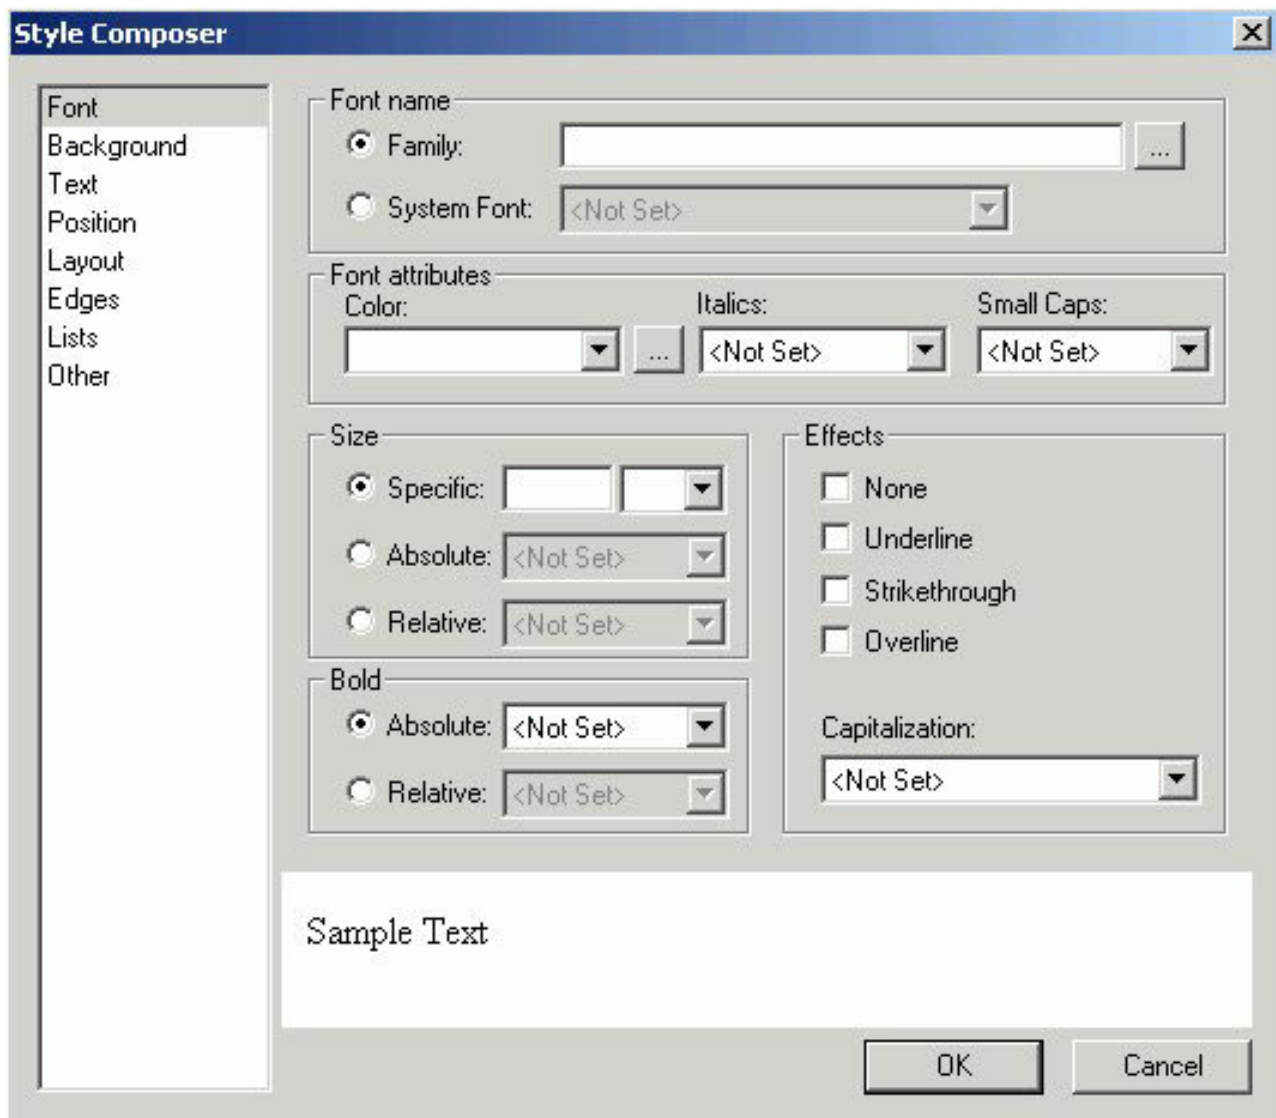 Style Composer
Font
Background
Text
Position
Layout
Edges
Lists
Other
Font name
Family:
...
System Font: <Not Set>
Font attributes
Color: Italics: Small Caps:
... <Not Set> <Not Set>
Size
Specific:
Absolute: <Not Set>
Relative: <Not Set>
Bold
Absolute: <Not Set>
Relative: <Not Set>
Effects
None
Underline
Strikethrough
Overline
Capitalization:
<Not Set>
Sample Text
OK Cancel